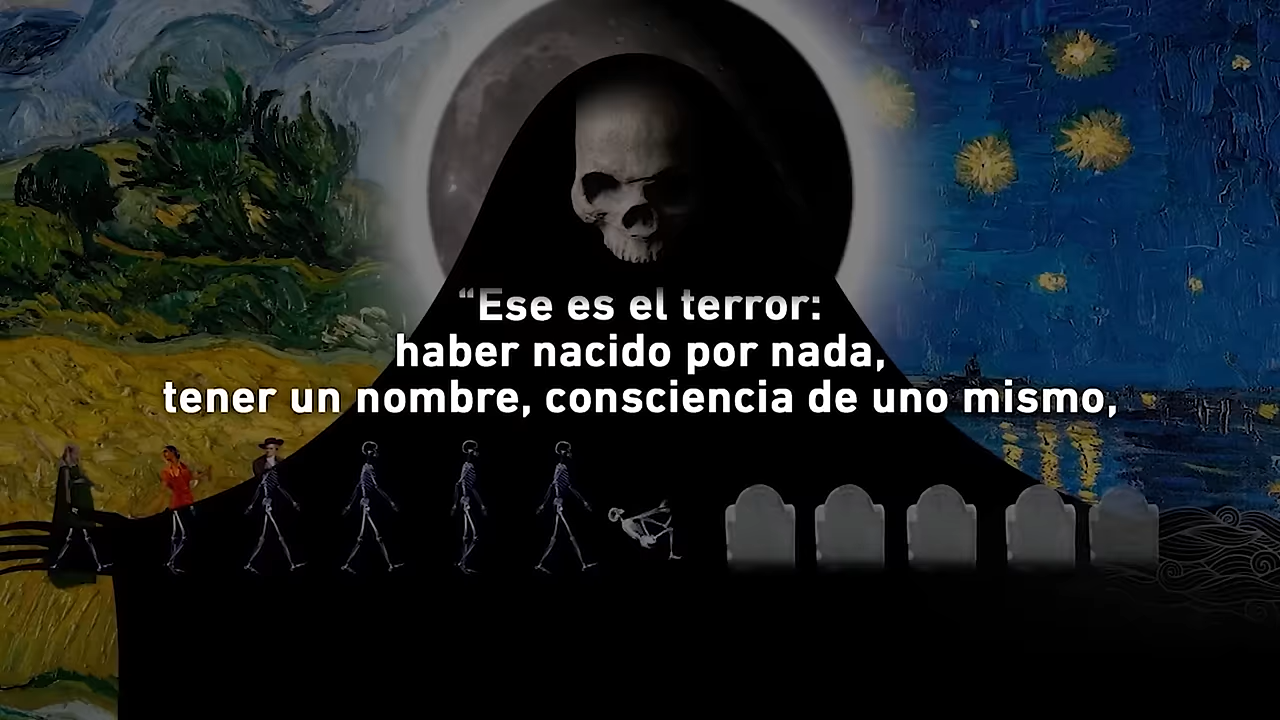 “Ese es el terror:
haber nacido por nada,
tener un nombre, consciencia de uno mismo,